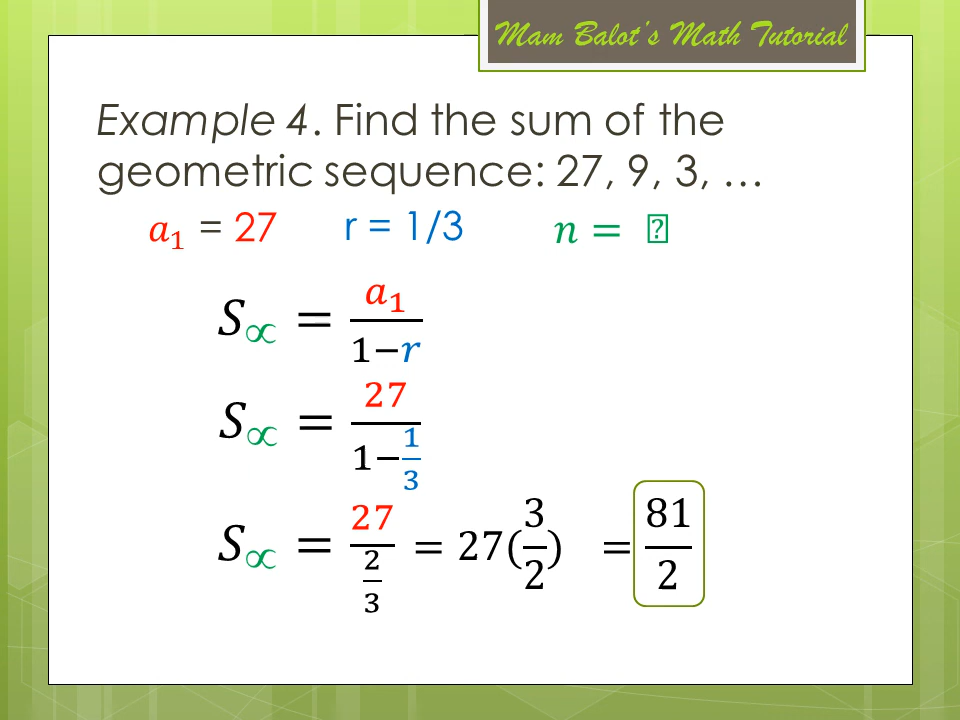 Mam Balot's Math Tutorial
Example 4. Find the sum of the
geometric sequence: 27, 9, 3, …
a₁ = 27 r = 1/3 n = ⍰
S∝ = a₁/(1−r)
S∝ = 27/(1−1/3)
S∝ = 27/(2/3) = 27(3/2) = 81/2